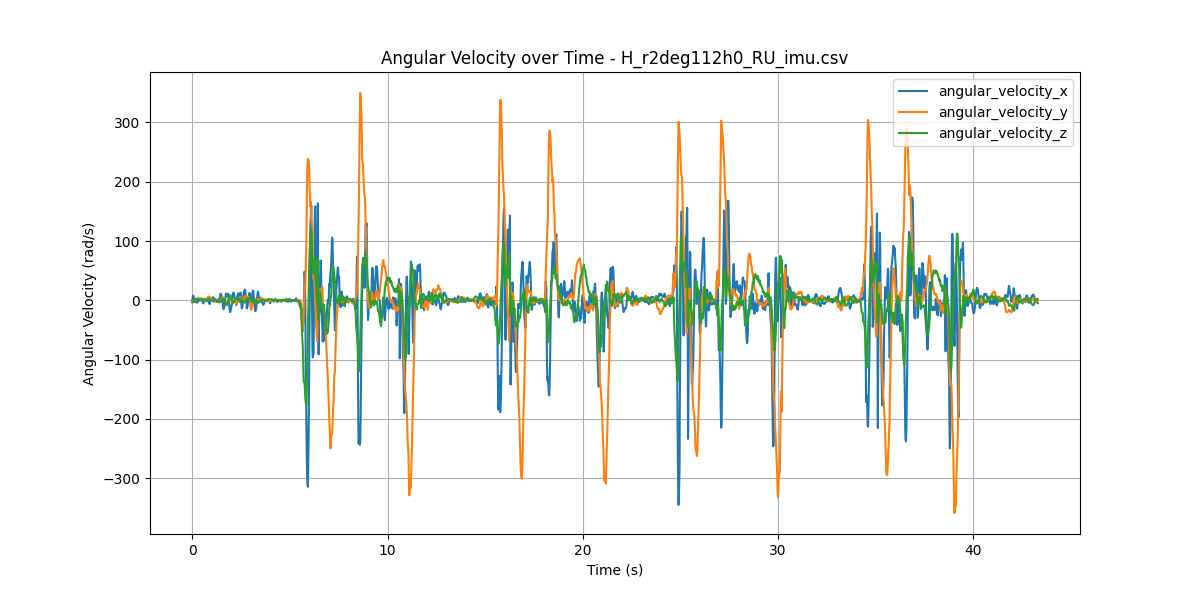 Angular Velocity over Time - H_r2deg112h0_RU_imu.csv
angular_velocity_x
angular_velocity_y
angular_velocity_z
Angular Velocity (rad/s)
300
200
100
0
−100
−200
−300
0 10 20 30 40
Time (s)